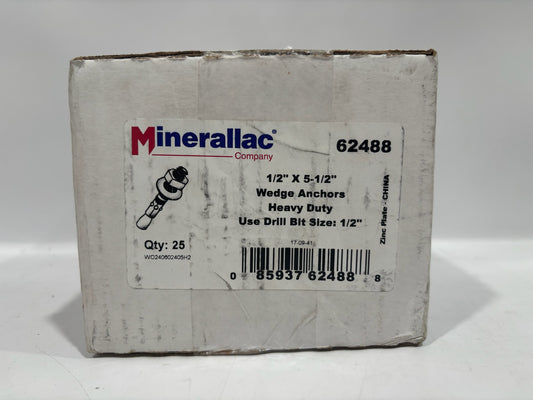 Minerallac®
Company
62488
1/2" X 5-1/2"
Wedge Anchors
Heavy Duty
Use Drill Bit Size: 1/2"
Zinc Plate - CHINA
Qty: 25
WO240602405H2
17-09-41
0 85937 62488 8